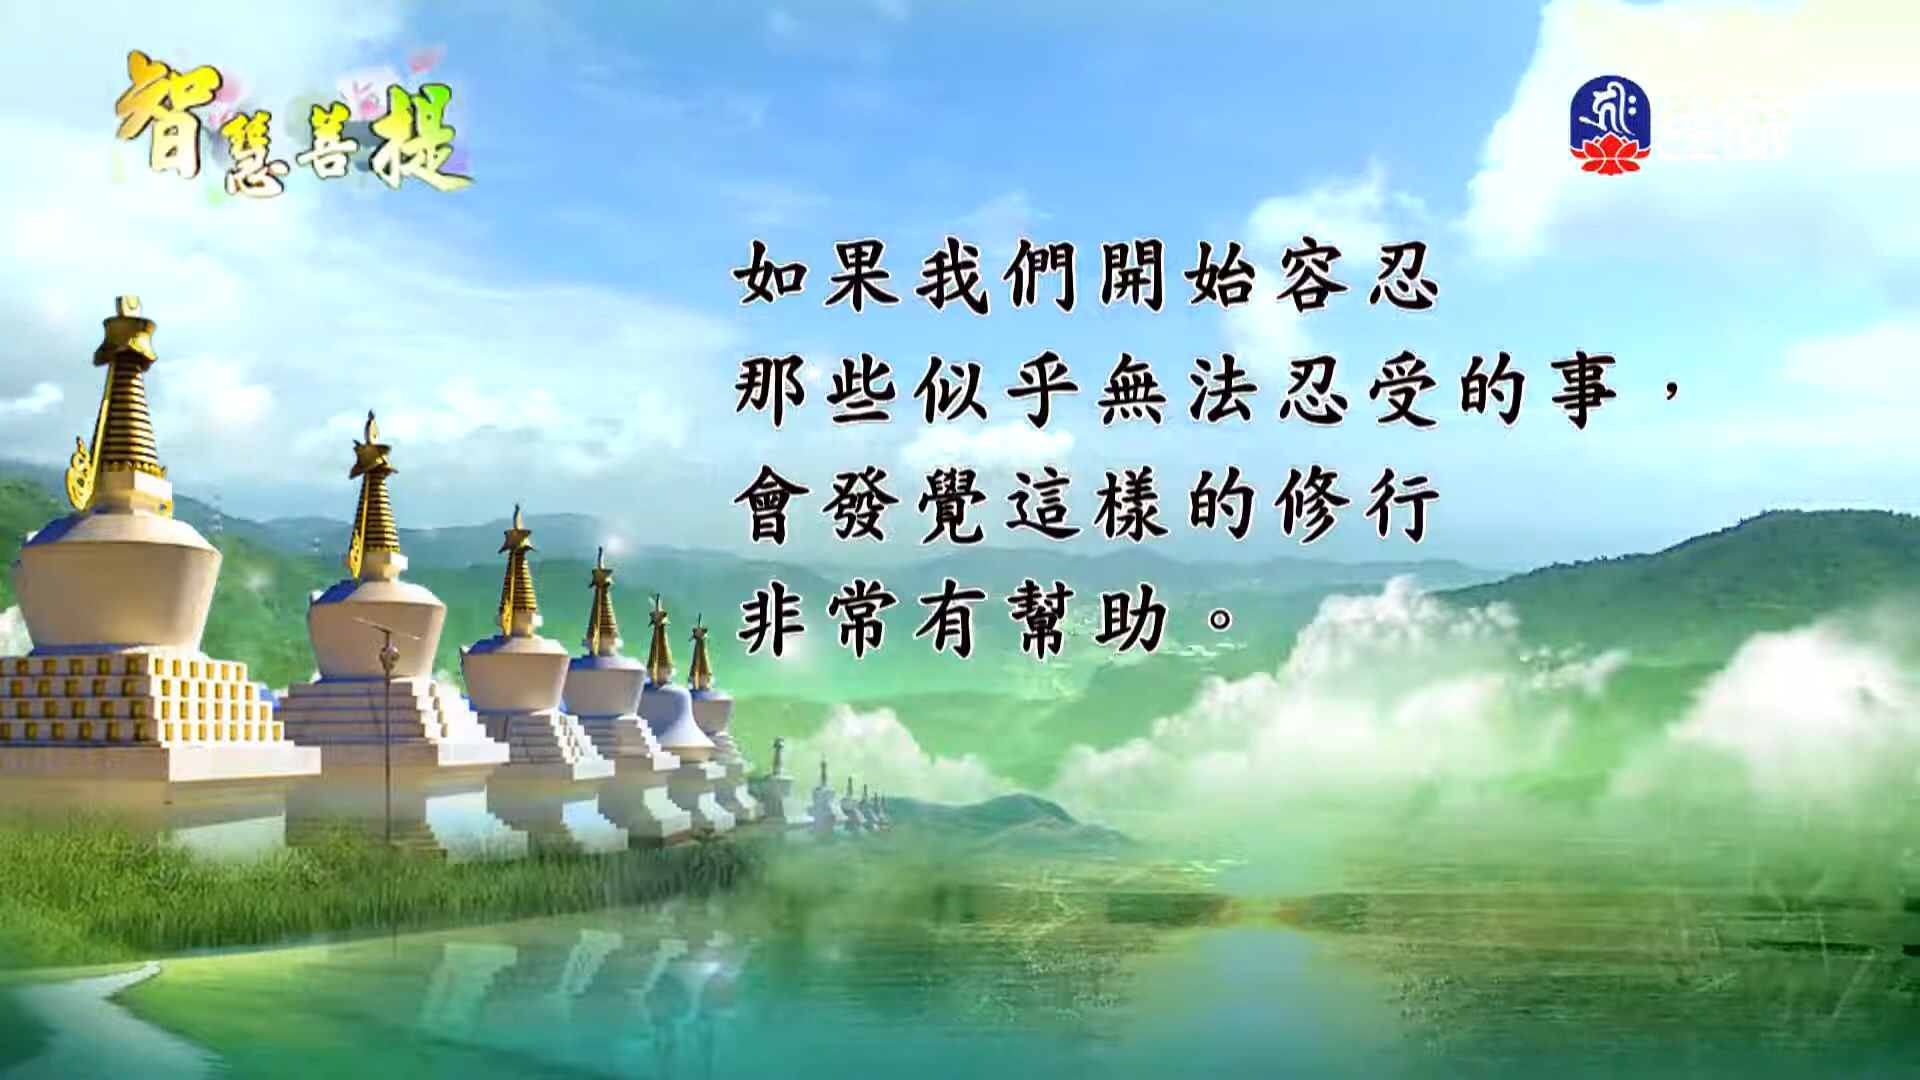 智慧菩提
如果我們開始容忍
那些似乎無法忍受的事，
會發覺這樣的修行
非常有幫助。